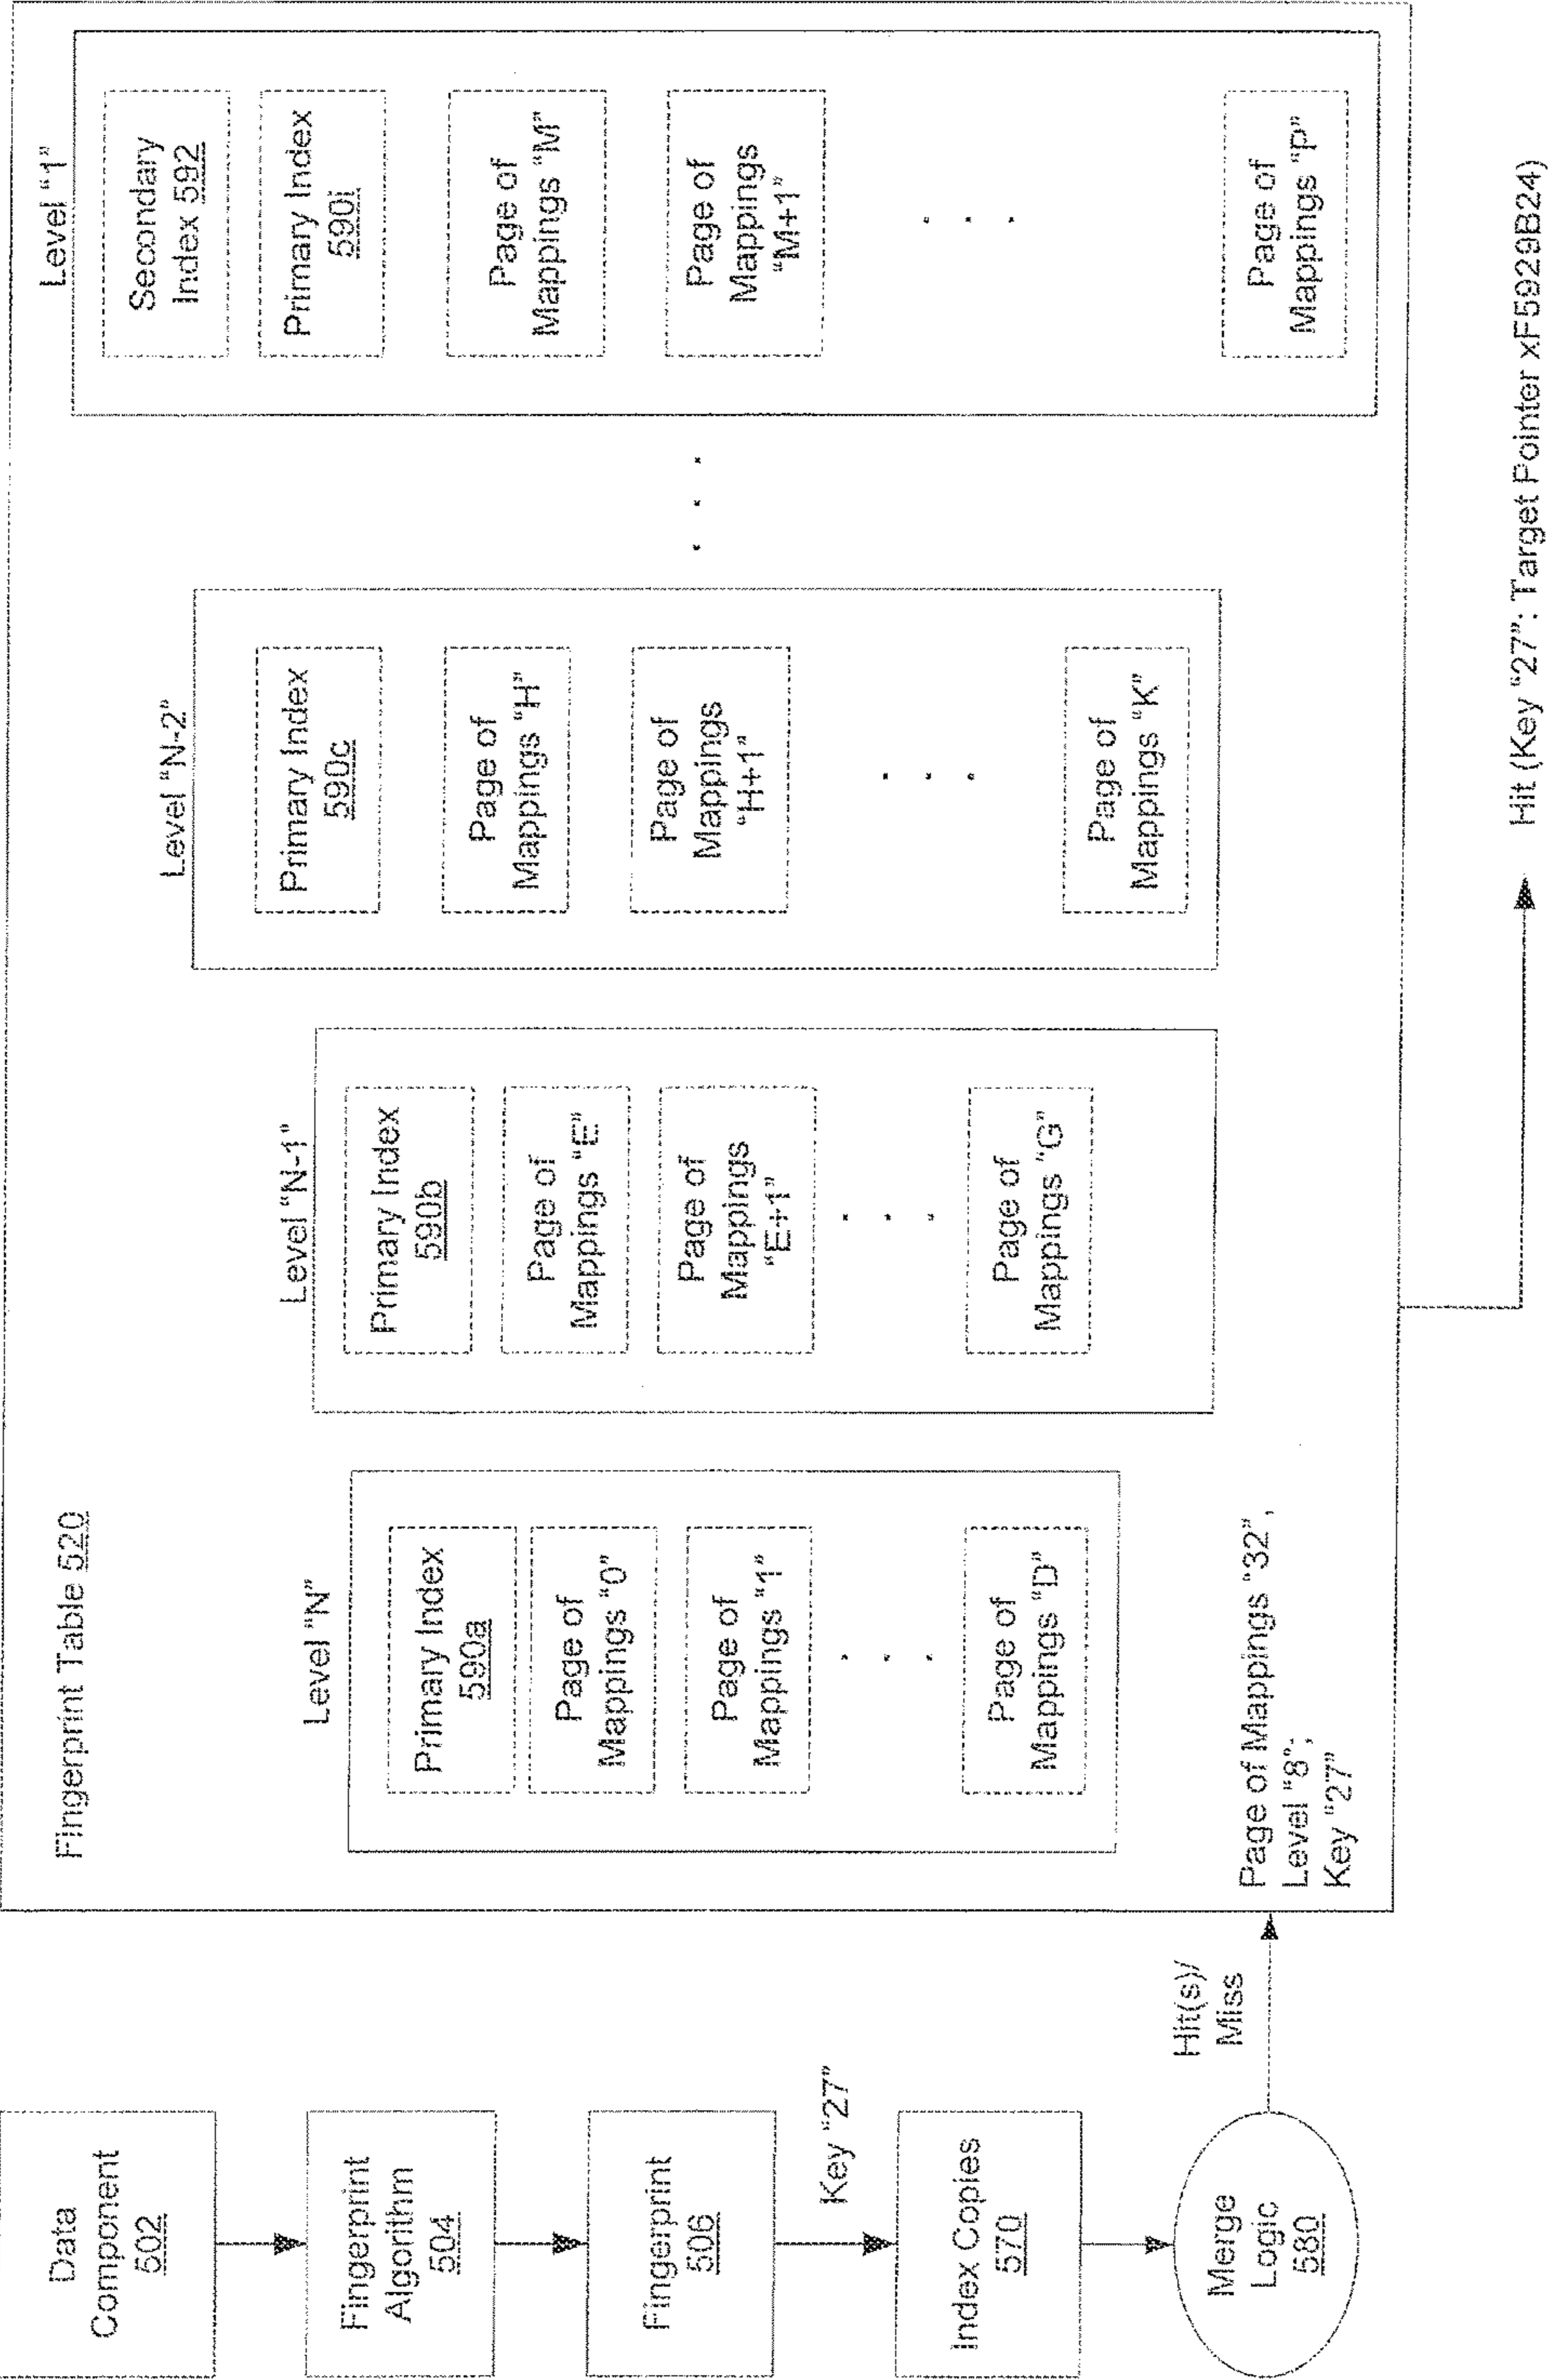 Data
Component
502
Fingerprint
Algorithm
504
Fingerprint
506
Key "27"
Index Copies
570
Merge
Logic
580
Hit(s)/
Miss
Fingerprint Table 520
Level "N"
Primary Index
590a
Page of
Mappings "0"
Page of
Mappings "1"
. . .
Page of
Mappings "D"
Level "N-1"
Primary Index
590b
Page of
Mappings "E"
Page of
Mappings
"E+1"
. . .
Page of
Mappings "G"
Level "N-2"
Primary Index
590c
Page of
Mappings "H"
Page of
Mappings
"H+1"
. . .
Page of
Mappings "K"
. . .
Level "1"
Secondary
Index 592
Primary Index
590i
Page of
Mappings "M"
Page of
Mappings
"M+1"
. . .
Page of
Mappings "P"
Page of Mappings "32",
Level "8";
Key "27"
Hit (Key "27": Target Pointer xF5929B24)